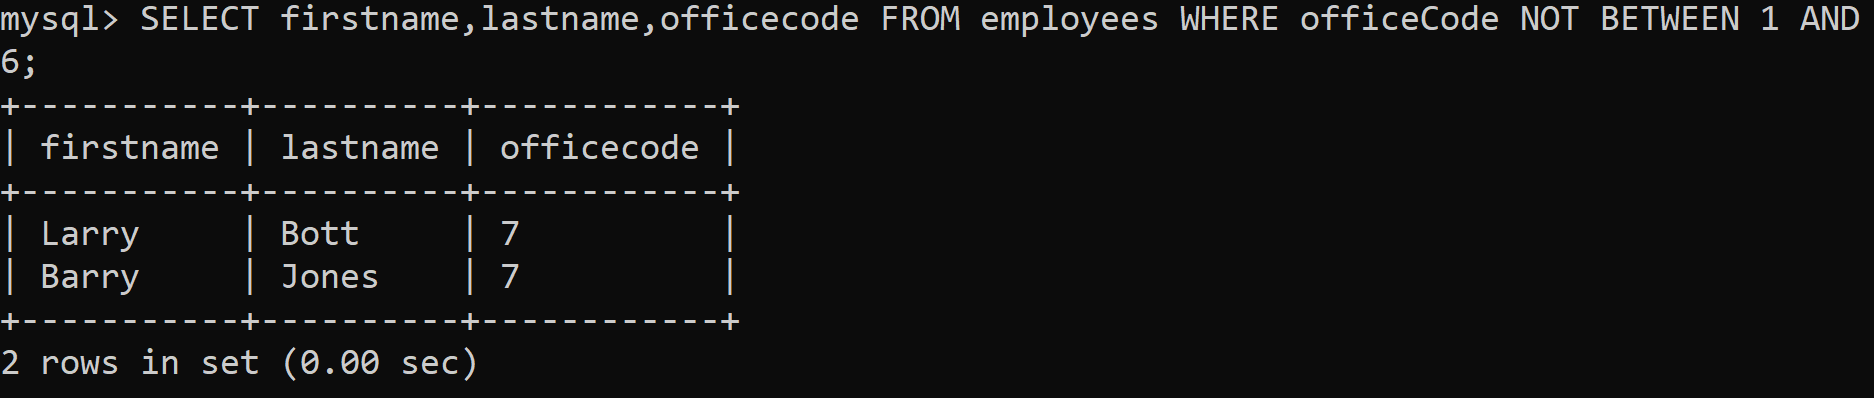 mysql> SELECT firstname,lastname,officecode FROM employees WHERE officeCode NOT BETWEEN 1 AND
6;
+-----------+----------+------------+
| firstname | lastname | officecode |
+-----------+----------+------------+
| Larry     | Bott     | 7          |
| Barry     | Jones    | 7          |
+-----------+----------+------------+
2 rows in set (0.00 sec)